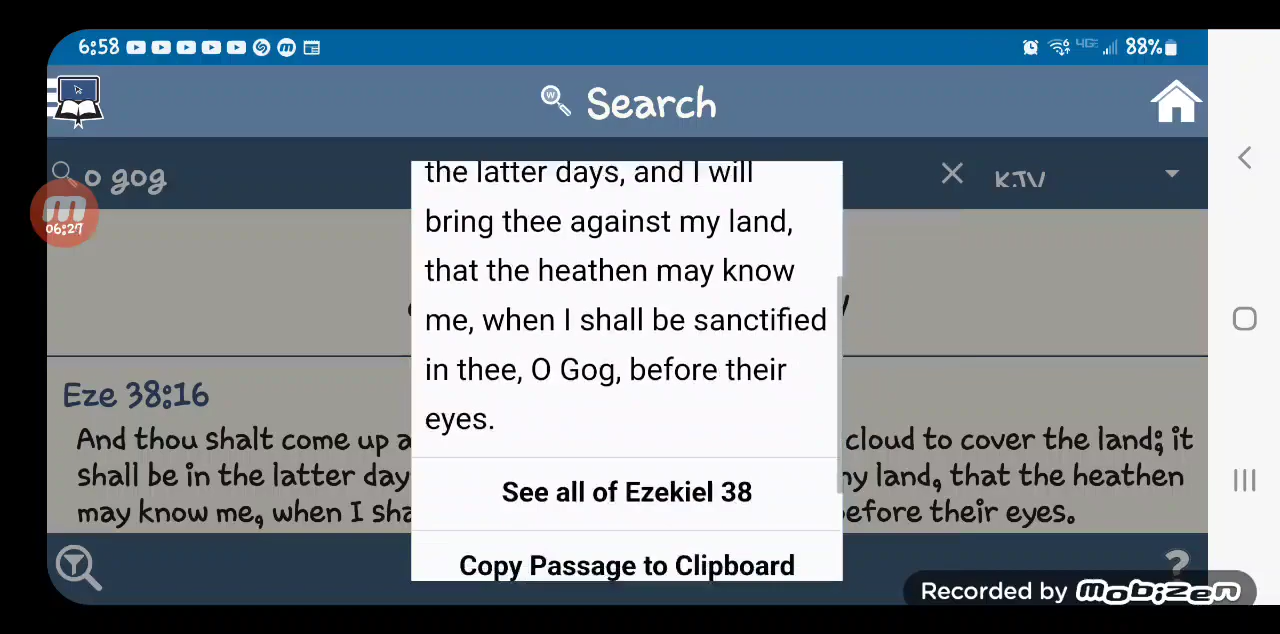 6:58 4GE 88%
Search
o gog
KJV
06:27
the latter days, and I will
bring thee against my land,
that the heathen may know
me, when I shall be sanctified
in thee, O Gog, before their
eyes.
See all of Ezekiel 38
Copy Passage to Clipboard
Eze 38:16
And thou shalt come up a cloud to cover the land; it
shall be in the latter day my land, that the heathen
may know me, when I sha efore their eyes.
?
Recorded by mobizen